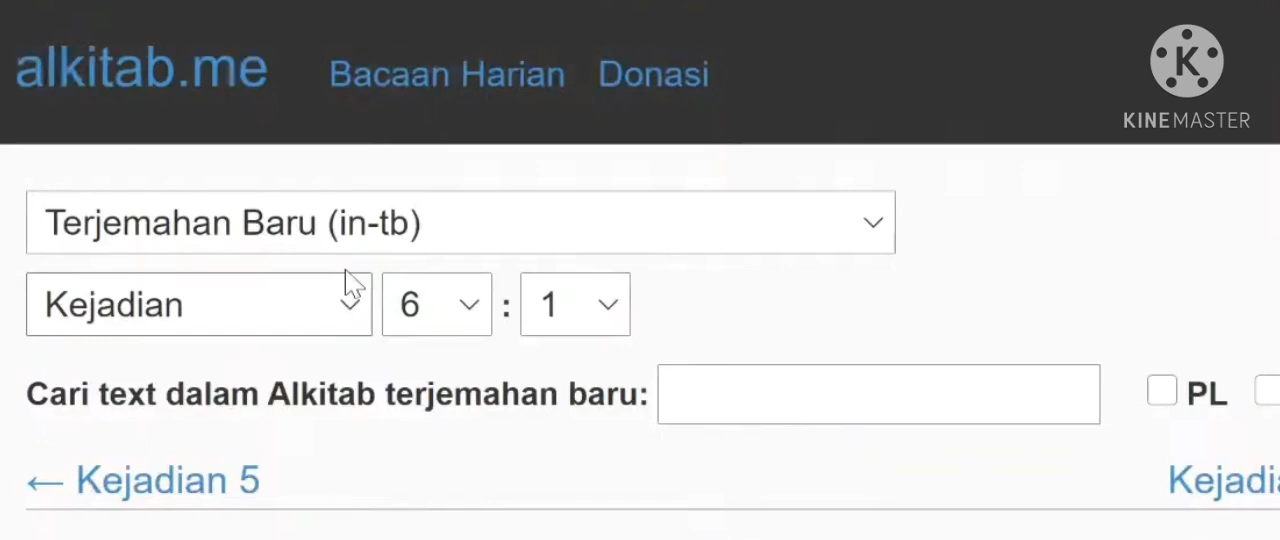 alkitab.me Bacaan Harian Donasi
KINEMASTER
Terjemahan Baru (in-tb)
Kejadian 6 : 1
Cari text dalam Alkitab terjemahan baru: PL
← Kejadian 5